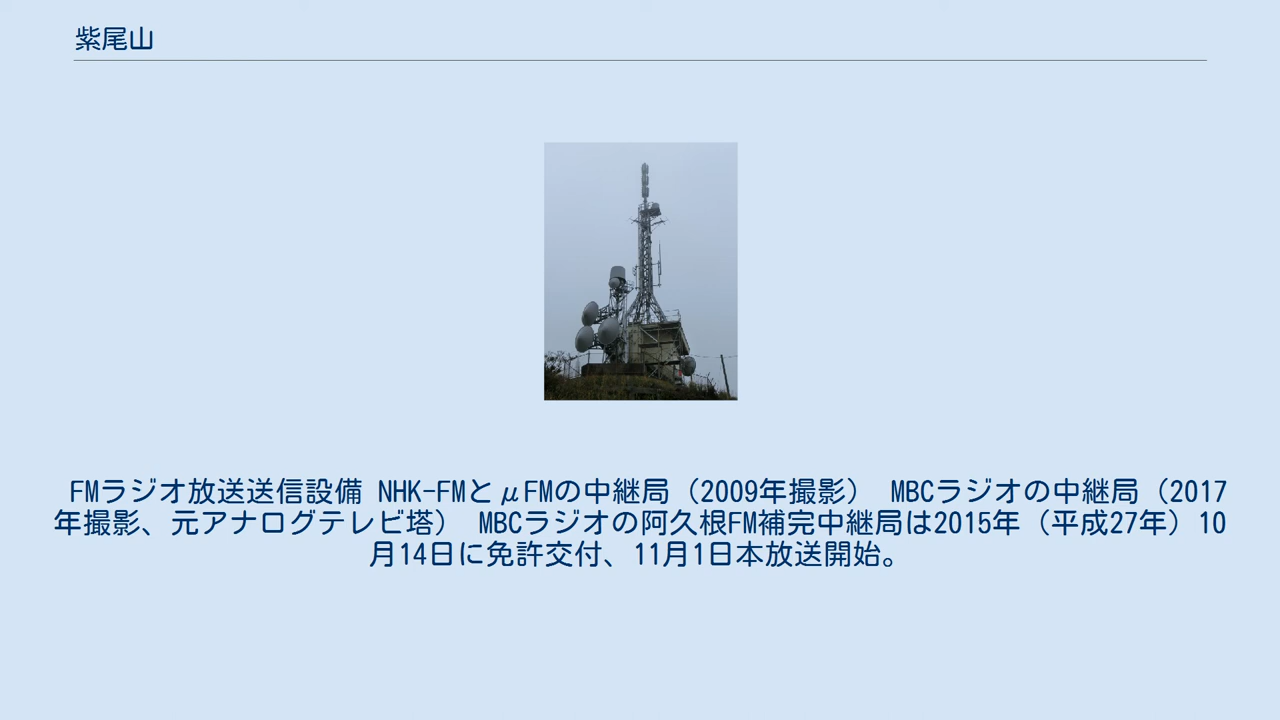 紫尾山
FMラジオ放送送信設備 NHK-FMとμFMの中継局（2009年撮影） MBCラジオの中継局（2017
年撮影、元アナログテレビ塔） MBCラジオの阿久根FM補完中継局は2015年（平成27年）10
月14日に免許交付、11月1日本放送開始。